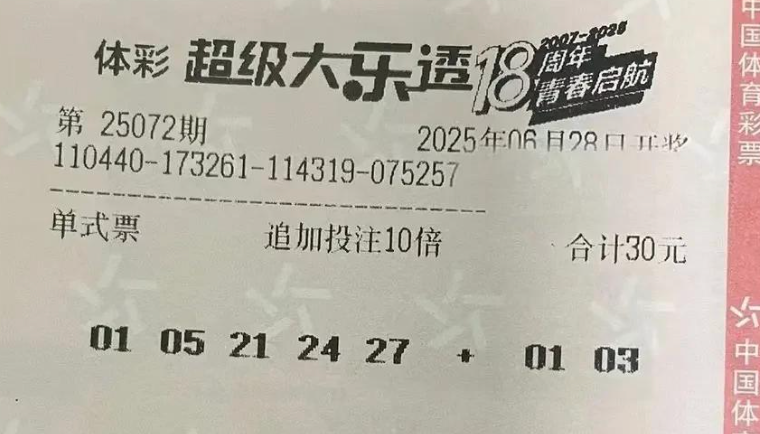 体彩 超级大乐透 18 2007-2025 周年 青春启航
第 25072期 2025年06月28日开奖
110440-173261-114319-075257
单式票 追加投注10倍 合计30元
01 05 21 24 27 + 01 03
中国体育彩票
中国体